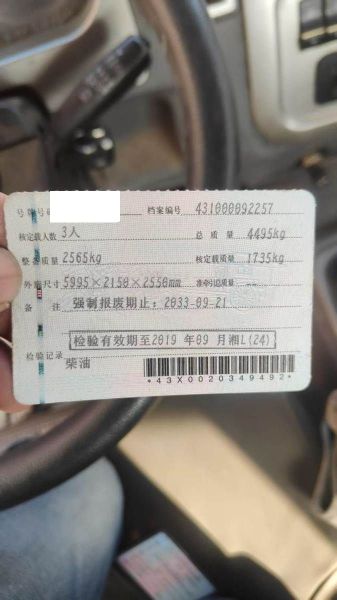 号牌号码 档案编号 431000092257
核定载人数 3人 总质量 4495kg
整备质量 2565kg 核定载质量 1735kg
外廓尺寸 5995×2150×2550mm 准牵引总质量 --
备注 强制报废期止：2033-09-21
检验有效期至2019年09月湘L(24)
检验记录
柴油
*43X0020349492*